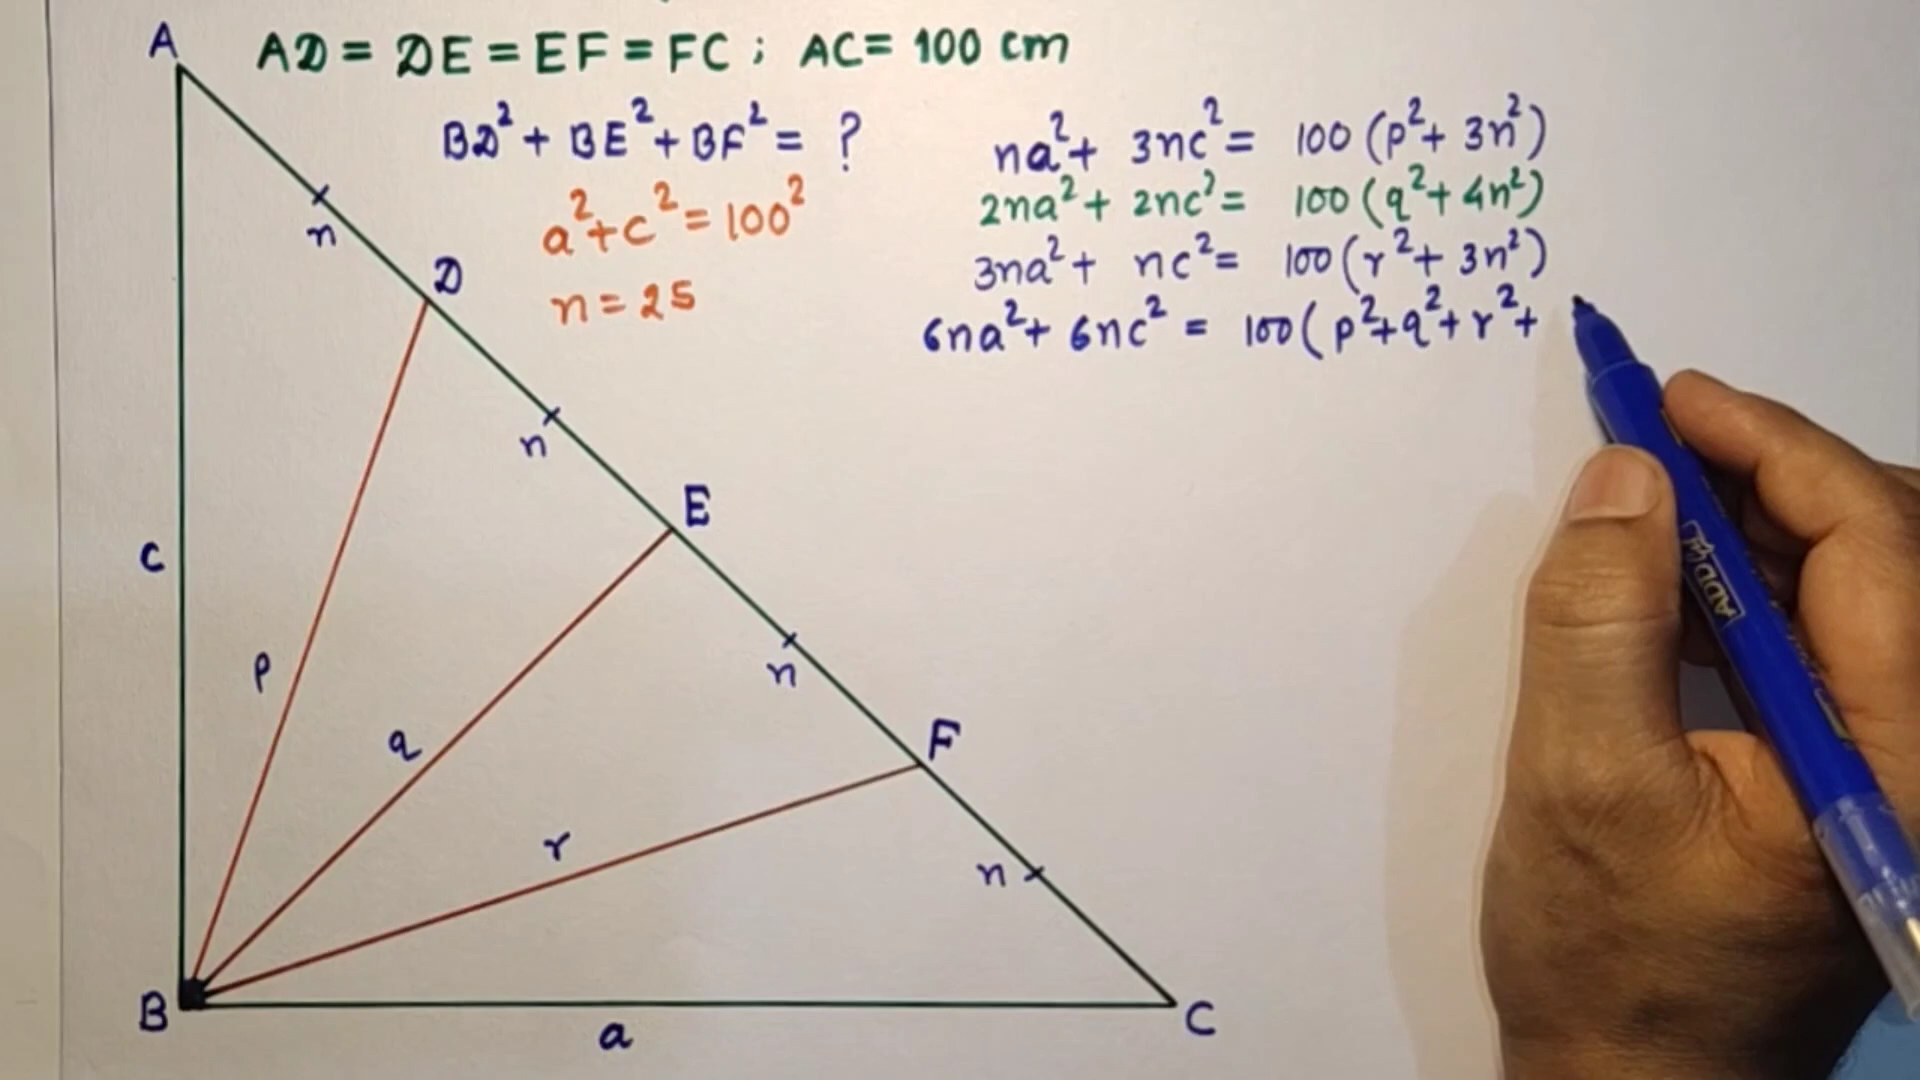 A
AD = DE = EF = FC ; AC = 100 cm
BD² + BE² + BF² = ?
a² + c² = 100²
n = 25
na² + 3nc² = 100 (p² + 3n²)
2na² + 2nc² = 100 (q² + 4n²)
3na² + nc² = 100 (r² + 3n²)
6na² + 6nc² = 100 ( p² + q² + r² +
n
D
n
E
c
p
n
q
F
r
n
B
a
C
ADD gel